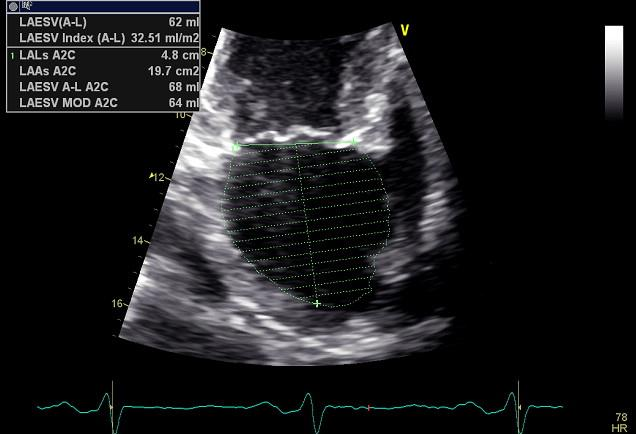 LAESV(A-L) 62 ml
LAESV Index (A-L) 32.51 ml/m2
1 LALs A2C 4.8 cm
LAAs A2C 19.7 cm2
LAESV A-L A2C 68 ml
LAESV MOD A2C 64 ml
V
8
10
12
14
16
78
HR